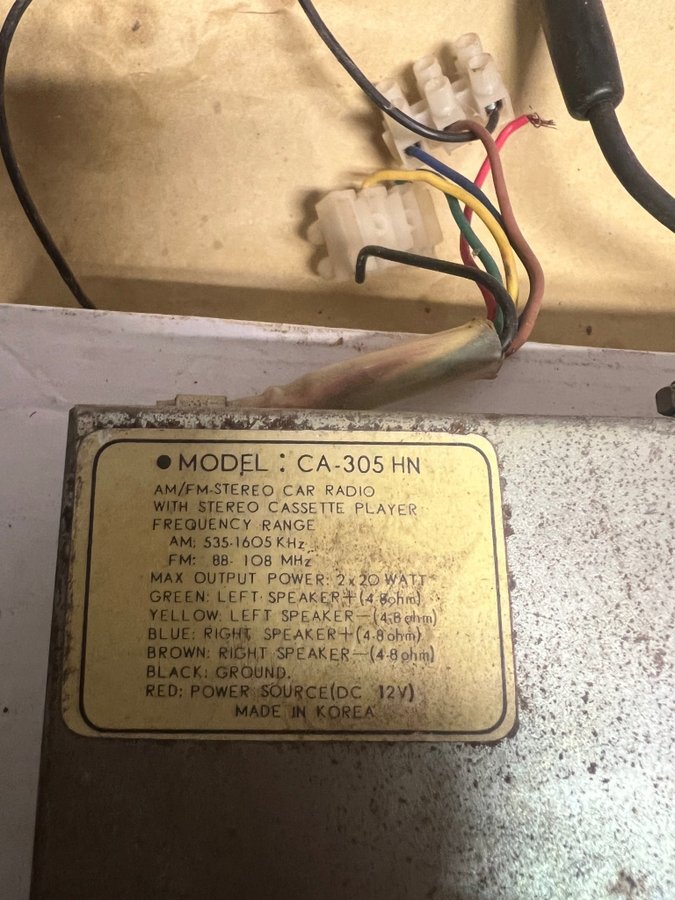 ● MODEL : CA-305 HN
AM/FM-STEREO CAR RADIO
WITH STEREO CASSETTE PLAYER
FREQUENCY RANGE
AM: 535-1605 KHz
FM: 88- 108 MHz
MAX OUTPUT POWER: 2x20 WATT
GREEN: LEFT SPEAKER+(4-8ohm)
YELLOW: LEFT SPEAKER-(4-8ohm)
BLUE: RIGHT SPEAKER+(4-8ohm)
BROWN: RIGHT SPEAKER-(4-8ohm)
BLACK: GROUND.
RED: POWER SOURCE(DC 12V)
MADE IN KOREA